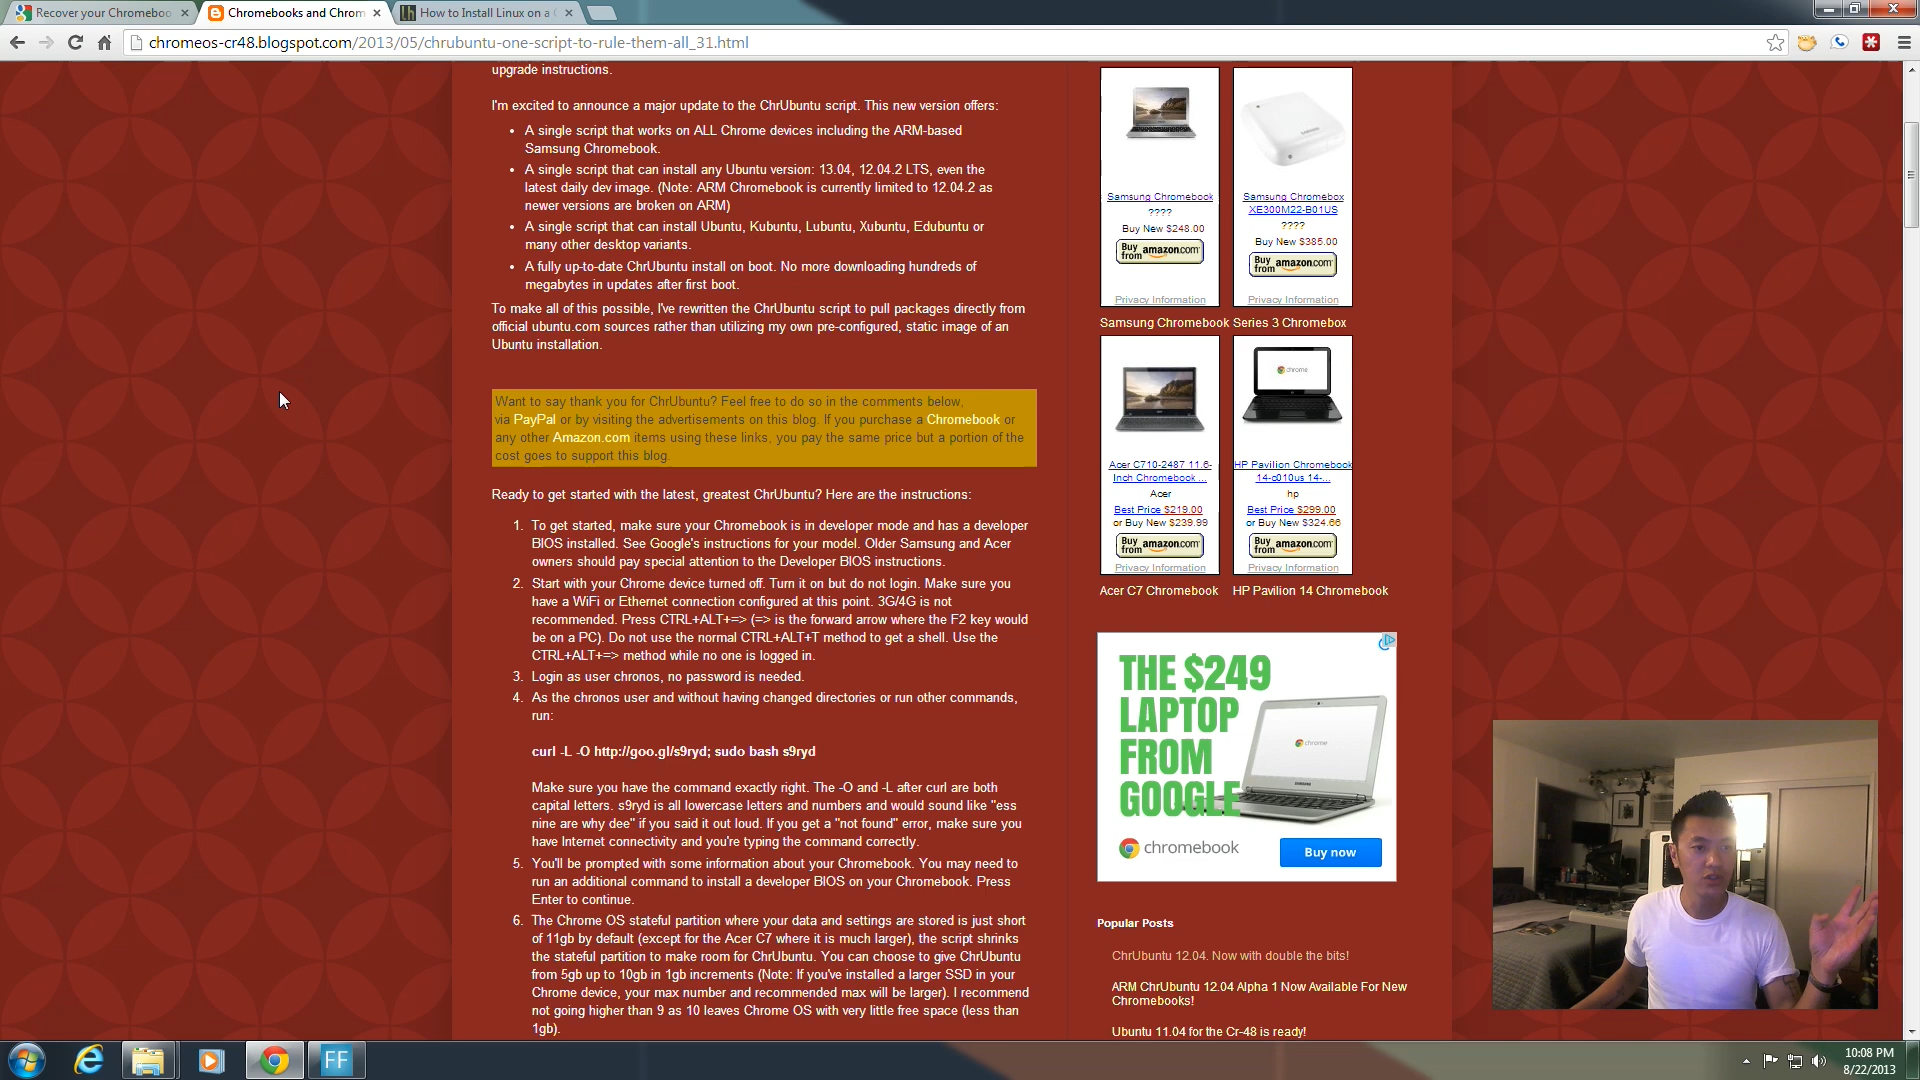 Recover your Chromeboo
Chromebooks and Chrom
How to Install Linux on a
chromeos-cr48.blogspot.com/2013/05/chrubuntu-one-script-to-rule-them-all_31.html
upgrade instructions.
I'm excited to announce a major update to the ChrUbuntu script. This new version offers:
A single script that works on ALL Chrome devices including the ARM-based
Samsung Chromebook.
A single script that can install any Ubuntu version: 13.04, 12.04.2 LTS, even the
latest daily dev image. (Note: ARM Chromebook is currently limited to 12.04.2 as
newer versions are broken on ARM)
A single script that can install Ubuntu, Kubuntu, Lubuntu, Xubuntu, Edubuntu or
many other desktop variants.
A fully up-to-date ChrUbuntu install on boot. No more downloading hundreds of
megabytes in updates after first boot.
To make all of this possible, I've rewritten the ChrUbuntu script to pull packages directly from
official ubuntu.com sources rather than utilizing my own pre-configured, static image of an
Ubuntu installation.
Want to say thank you for ChrUbuntu? Feel free to do so in the comments below,
via PayPal or by visiting the advertisements on this blog. If you purchase a Chromebook or
any other Amazon.com items using these links, you pay the same price but a portion of the
cost goes to support this blog.
Ready to get started with the latest, greatest ChrUbuntu? Here are the instructions:
1. To get started, make sure your Chromebook is in developer mode and has a developer
BIOS installed. See Google's instructions for your model. Older Samsung and Acer
owners should pay special attention to the Developer BIOS instructions.
2. Start with your Chrome device turned off. Turn it on but do not login. Make sure you
have a WiFi or Ethernet connection configured at this point. 3G/4G is not
recommended. Press CTRL+ALT+=> (=> is the forward arrow where the F2 key would
be on a PC). Do not use the normal CTRL+ALT+T method to get a shell. Use the
CTRL+ALT+=> method while no one is logged in.
3. Login as user chronos, no password is needed.
4. As the chronos user and without having changed directories or run other commands,
run:
curl -L -O http://goo.gl/s9ryd; sudo bash s9ryd
Make sure you have the command exactly right. The -O and -L after curl are both
capital letters. s9ryd is all lowercase letters and numbers and would sound like "ess
nine are why dee" if you said it out loud. If you get a "not found" error, make sure you
have Internet connectivity and you're typing the command correctly.
5. You'll be prompted with some information about your Chromebook. You may need to
run an additional command to install a developer BIOS on your Chromebook. Press
Enter to continue.
6. The Chrome OS stateful partition where your data and settings are stored is just short
of 11gb by default (except for the Acer C7 where it is much larger), the script shrinks
the stateful partition to make room for ChrUbuntu. You can choose to give ChrUbuntu
from 5gb up to 10gb in 1gb increments (Note: If you've installed a larger SSD in your
Chrome device, your max number and recommended max will be larger). I recommend
not going higher than 9 as 10 leaves Chrome OS with very little free space (less than
1gb).
Samsung Chromebook
????
Buy New $248.00
Buy from amazon.com
Privacy Information
Samsung Chromebox
XE300M22-B01US
????
Buy New $385.00
Buy from amazon.com
Privacy Information
Samsung Chromebook Series 3 Chromebox
Acer C710-2487 11.6-
Inch Chromebook ...
Acer
Best Price $219.00
or Buy New $239.99
Buy from amazon.com
Privacy Information
chrome
HP Pavilion Chromebook
14-c010us 14-...
hp
Best Price $299.00
or Buy New $324.66
Buy from amazon.com
Privacy Information
Acer C7 Chromebook
HP Pavilion 14 Chromebook
THE $249
LAPTOP
FROM
GOOGLE
chrome
chromebook
Buy now
Popular Posts
ChrUbuntu 12.04. Now with double the bits!
ARM ChrUbuntu 12.04 Alpha 1 Now Available For New
Chromebooks!
Ubuntu 11.04 for the Cr-48 is ready!
FF
10:08 PM
8/22/2013